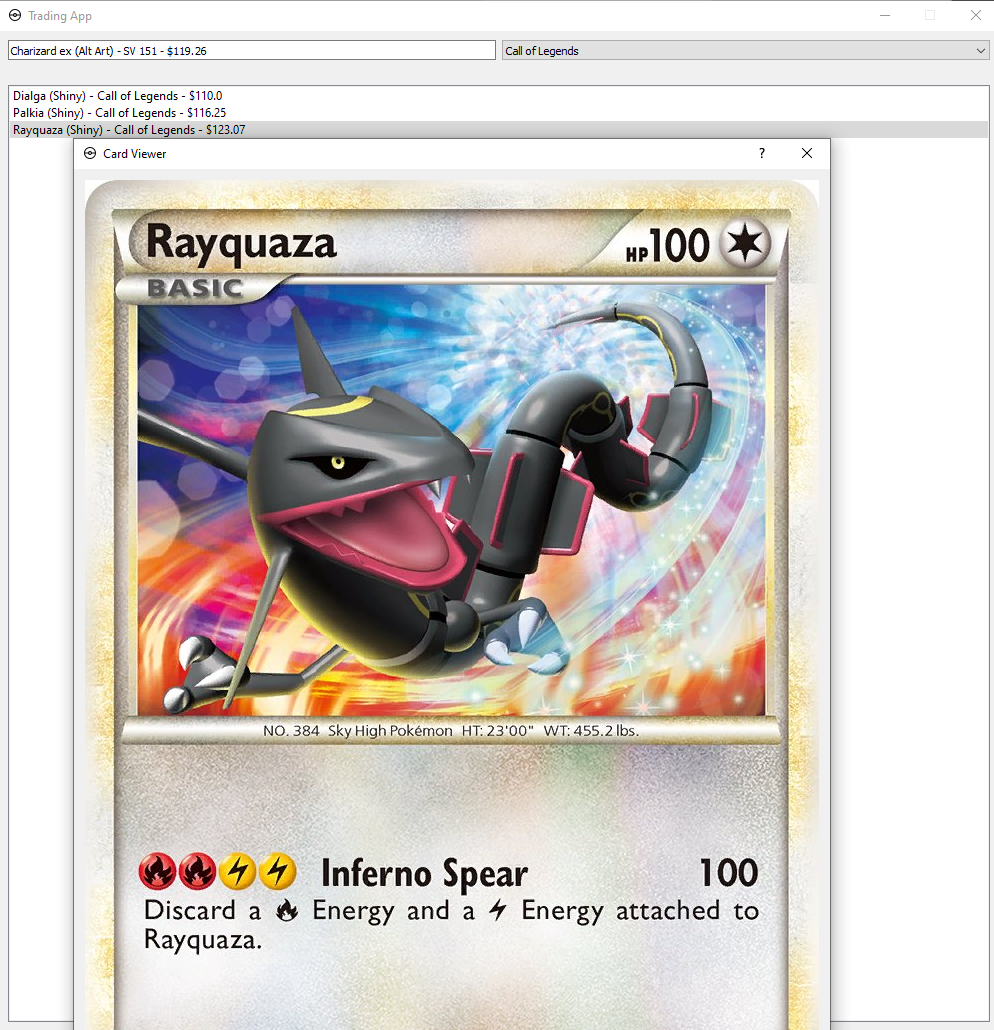 Trading App
Charizard ex (Alt Art) - SV 151 - $119.26
Call of Legends
Dialga (Shiny) - Call of Legends - $110.0
Palkia (Shiny) - Call of Legends - $116.25
Rayquaza (Shiny) - Call of Legends - $123.07
Card Viewer
?
Rayquaza
HP100
BASIC
NO. 384 Sky High Pokémon HT: 23'00" WT: 455.2 lbs.
Inferno Spear 100
Discard a Energy and a Energy attached to
Rayquaza.